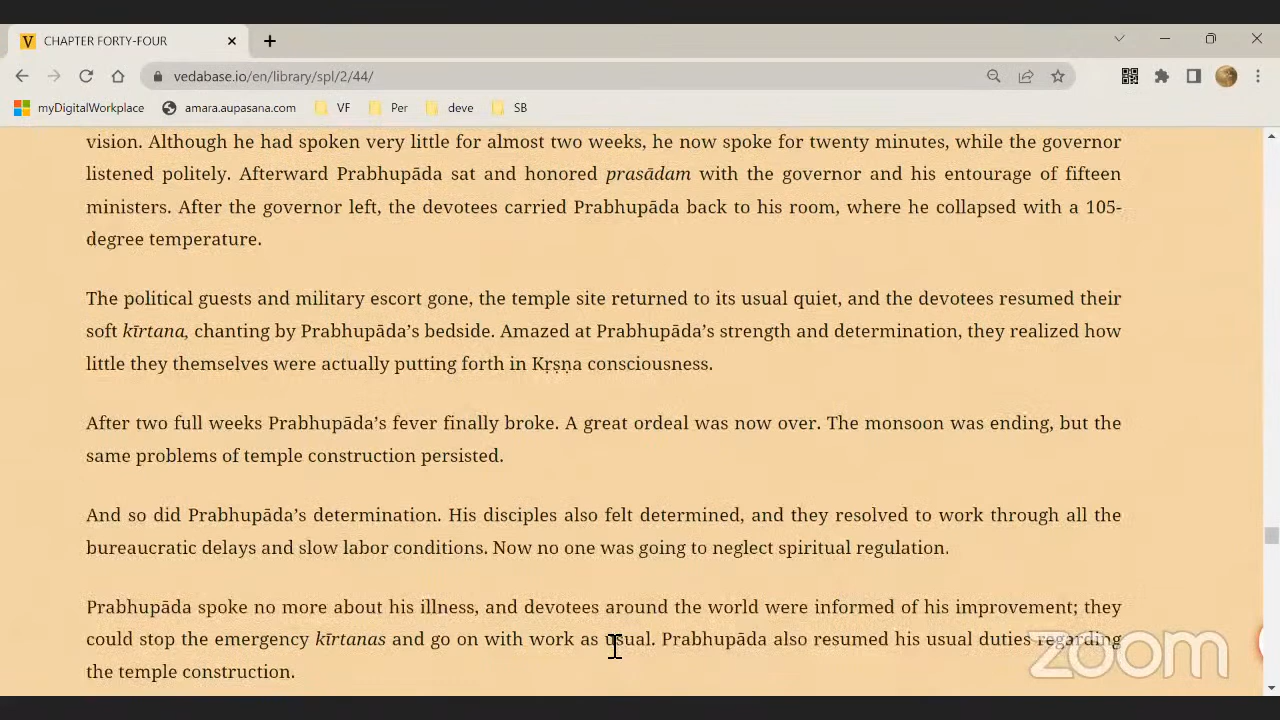 CHAPTER FORTY-FOUR
vedabase.io/en/library/spl/2/44/
myDigitalWorkplace amara.aupasana.com VF Per deve SB
vision. Although he had spoken very little for almost two weeks, he now spoke for twenty minutes, while the governor
listened politely. Afterward Prabhupāda sat and honored prasādam with the governor and his entourage of fifteen
ministers. After the governor left, the devotees carried Prabhupāda back to his room, where he collapsed with a 105-
degree temperature.
The political guests and military escort gone, the temple site returned to its usual quiet, and the devotees resumed their
soft kīrtana, chanting by Prabhupāda’s bedside. Amazed at Prabhupāda’s strength and determination, they realized how
little they themselves were actually putting forth in Kṛṣṇa consciousness.
After two full weeks Prabhupāda’s fever finally broke. A great ordeal was now over. The monsoon was ending, but the
same problems of temple construction persisted.
And so did Prabhupāda’s determination. His disciples also felt determined, and they resolved to work through all the
bureaucratic delays and slow labor conditions. Now no one was going to neglect spiritual regulation.
Prabhupāda spoke no more about his illness, and devotees around the world were informed of his improvement; they
could stop the emergency kīrtanas and go on with work as usual. Prabhupāda also resumed his usual duties regarding
the temple construction.
zoom